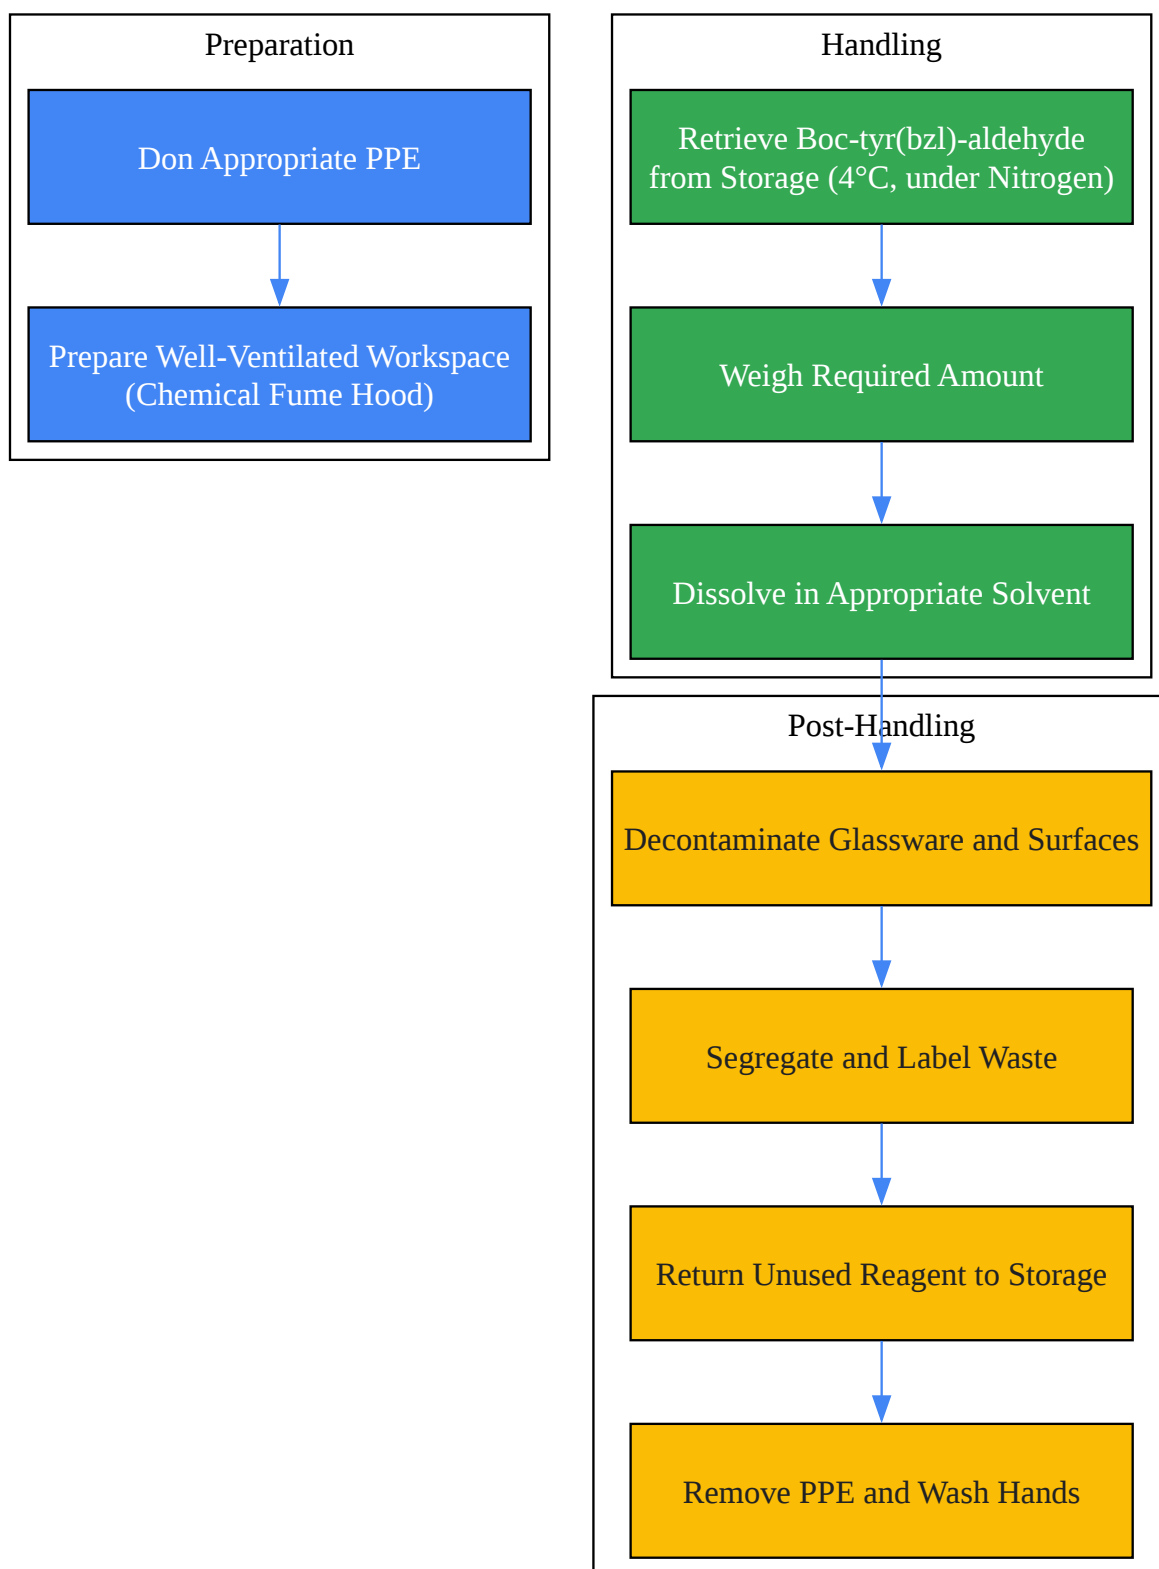 Preparation
Don Appropriate PPE
Prepare Well-Ventilated Workspace
(Chemical Fume Hood)
Handling
Retrieve Boc-tyr(bzl)-aldehyde
from Storage (4°C, under Nitrogen)
Weigh Required Amount
Dissolve in Appropriate Solvent
Post-Handling
Decontaminate Glassware and Surfaces
Segregate and Label Waste
Return Unused Reagent to Storage
Remove PPE and Wash Hands